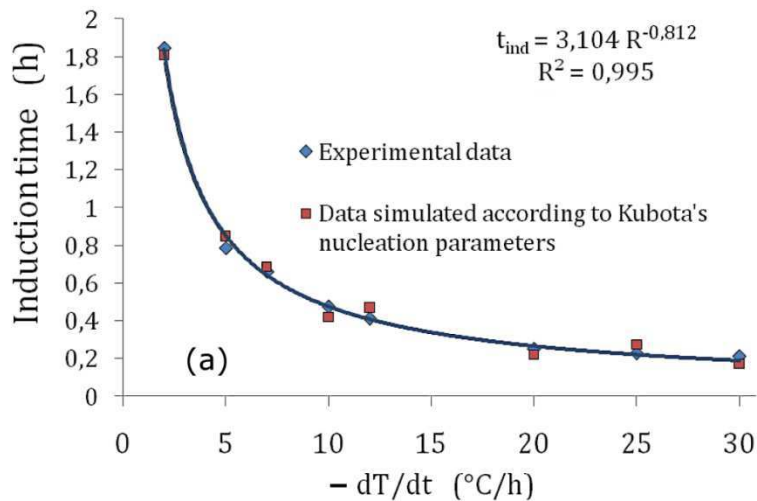 t_ind = 3,104 R^-0,812
R² = 0,995
Experimental data
Data simulated according to Kubota's
nucleation parameters
Induction time (h)
2
1,8
1,6
1,4
1,2
1
0,8
0,6
0,4
0,2
0
(a)
0 5 10 15 20 25 30
– dT/dt (°C/h)